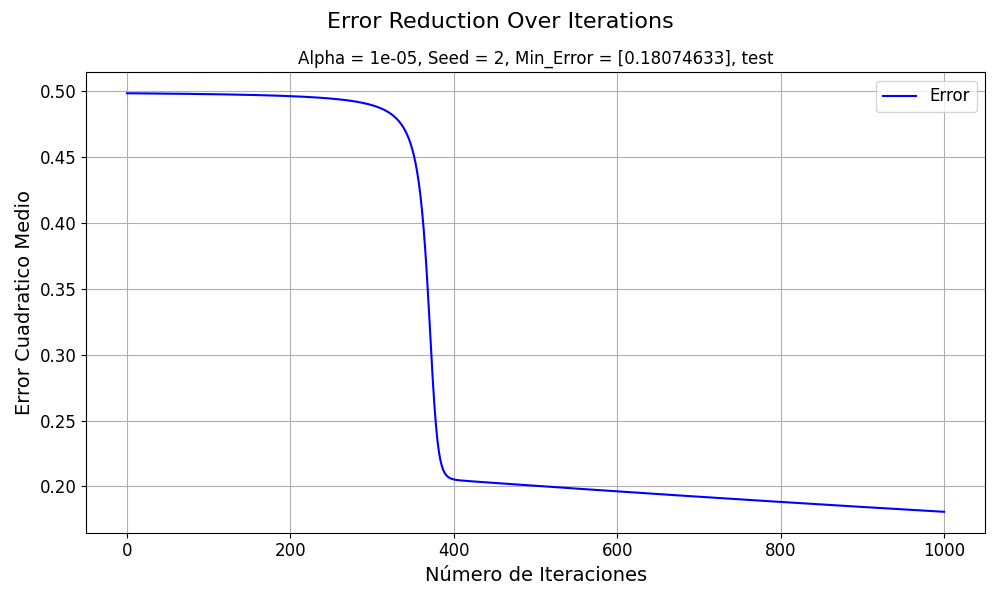 Error Reduction Over Iterations
Alpha = 1e-05, Seed = 2, Min_Error = [0.18074633], test
Error
0.50
0.45
0.40
0.35
0.30
0.25
0.20
Error Cuadratico Medio
0 200 400 600 800 1000
Número de Iteraciones